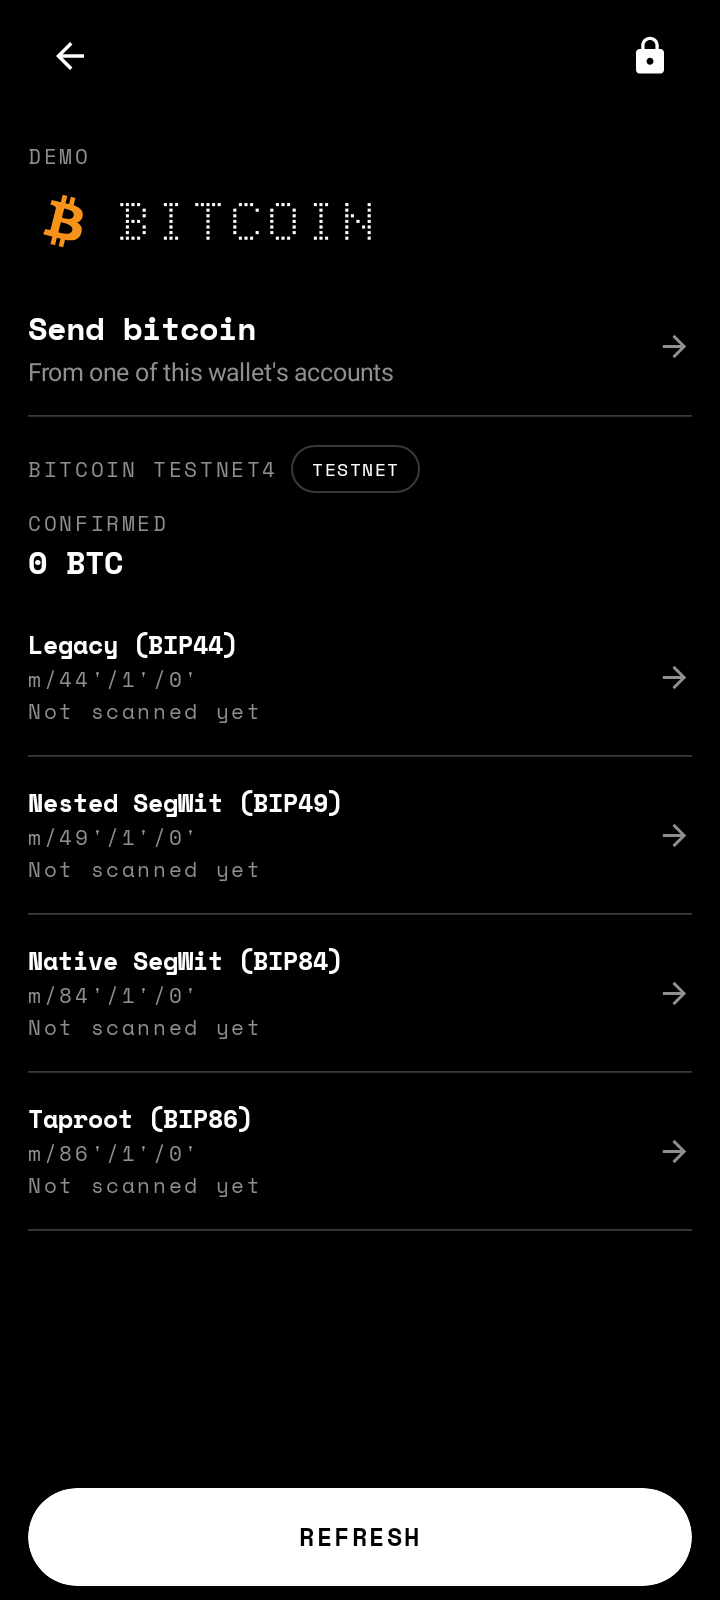 DEMO
BITCOIN
Send bitcoin
From one of this wallet's accounts
BITCOIN TESTNET4 TESTNET
CONFIRMED
0 BTC
Legacy (BIP44)
m/44'/1'/0'
Not scanned yet
Nested SegWit (BIP49)
m/49'/1'/0'
Not scanned yet
Native SegWit (BIP84)
m/84'/1'/0'
Not scanned yet
Taproot (BIP86)
m/86'/1'/0'
Not scanned yet
REFRESH